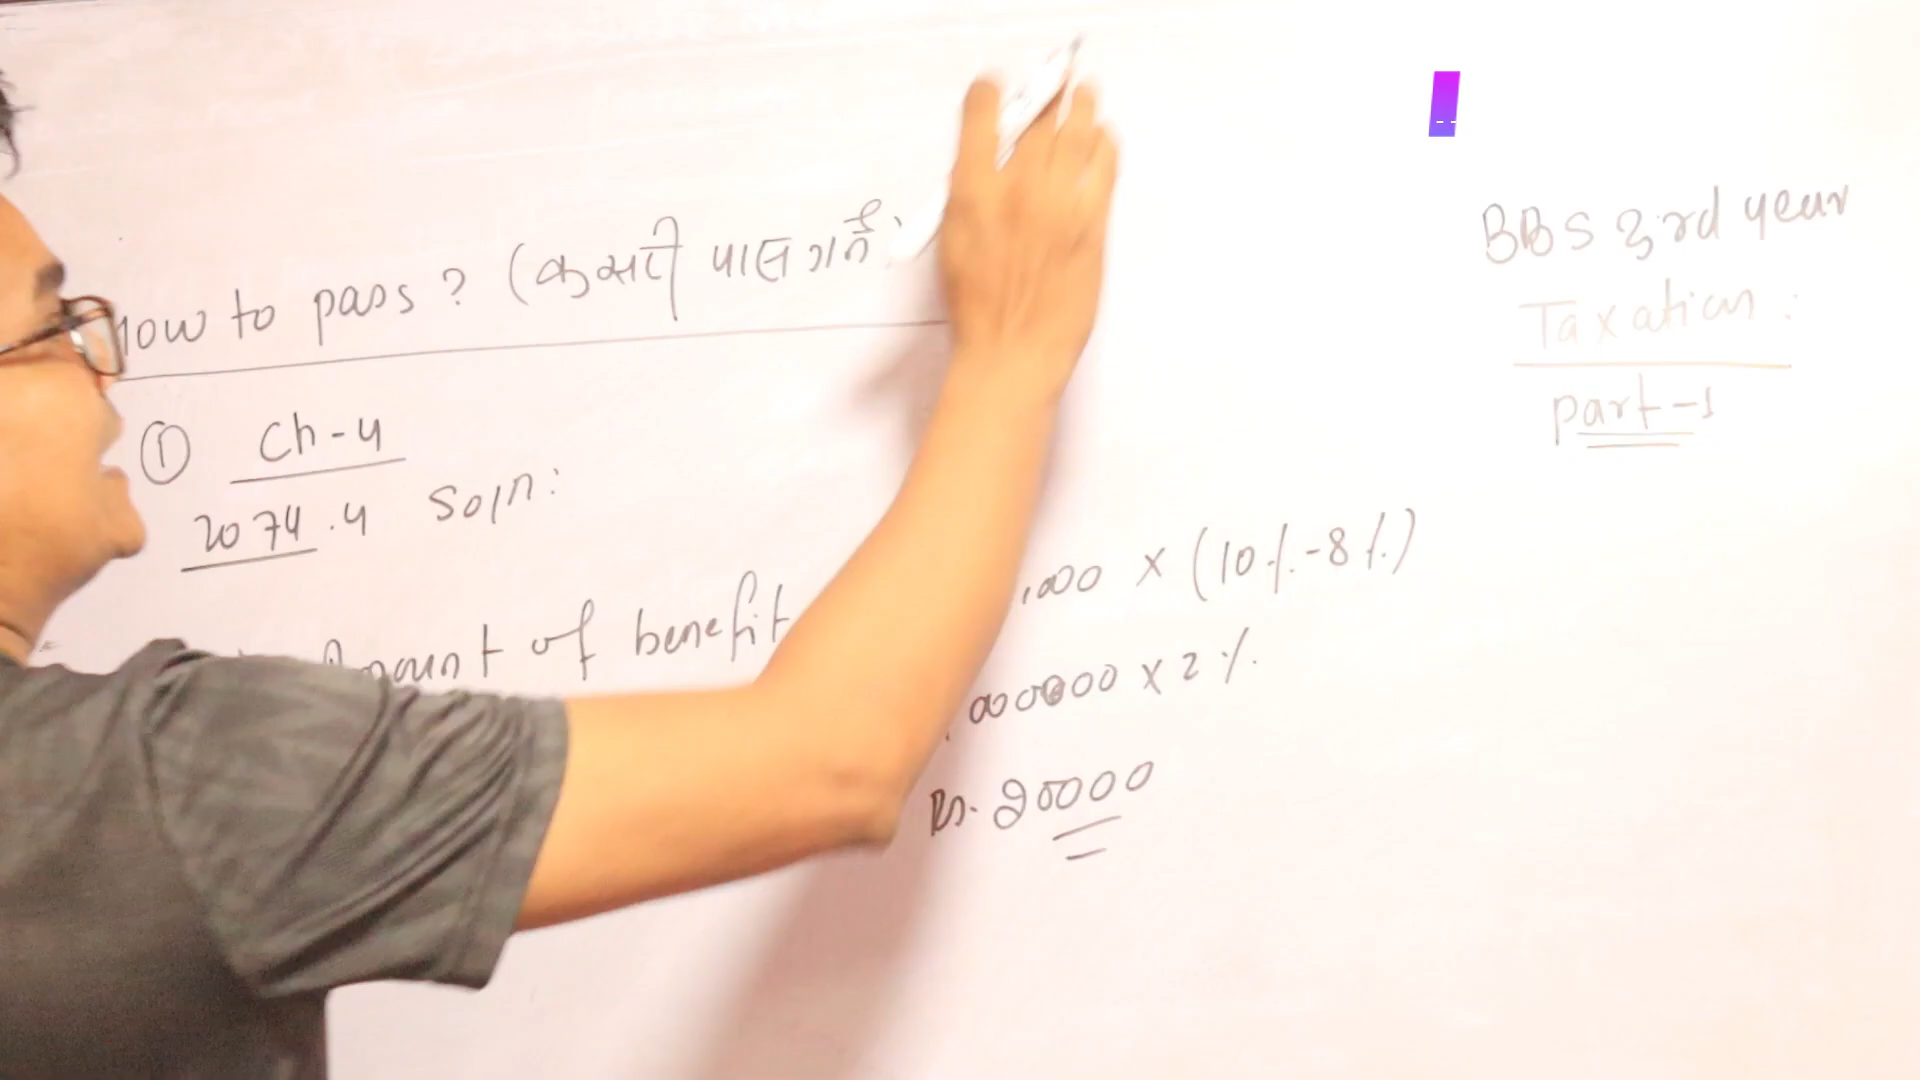 How to pass? (कसरी पास गर्ने
① Ch-4
2074.4 Soln:
Amount of benefit
,000 × (10%-8%)
000000 × 2%
Rs. 20000
BBS 3rd year
Taxation:
part-1